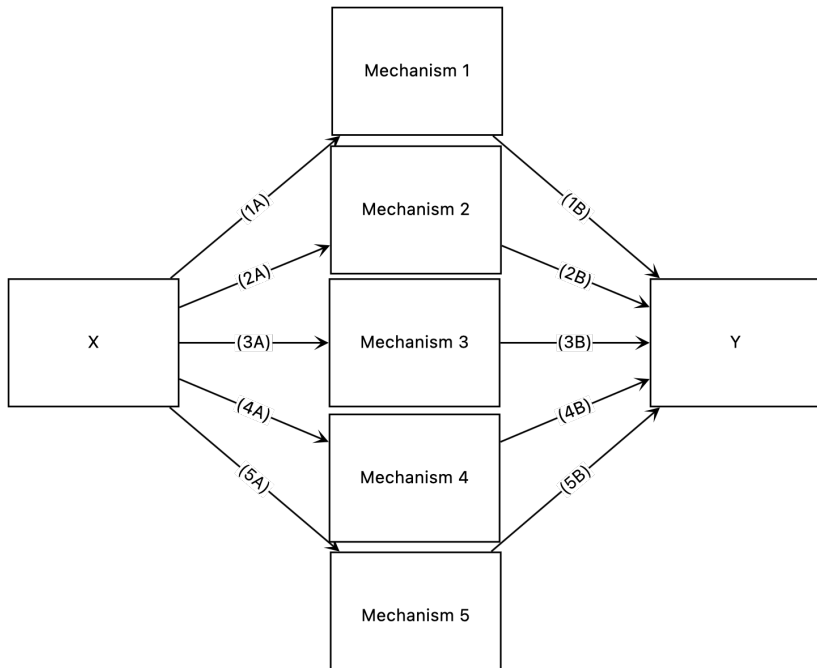 Mechanism 1
(1A)
(1B)
Mechanism 2
(2A)
(2B)
X
(3A)
Mechanism 3
(3B)
Y
(4A)
(4B)
Mechanism 4
(5A)
(5B)
Mechanism 5